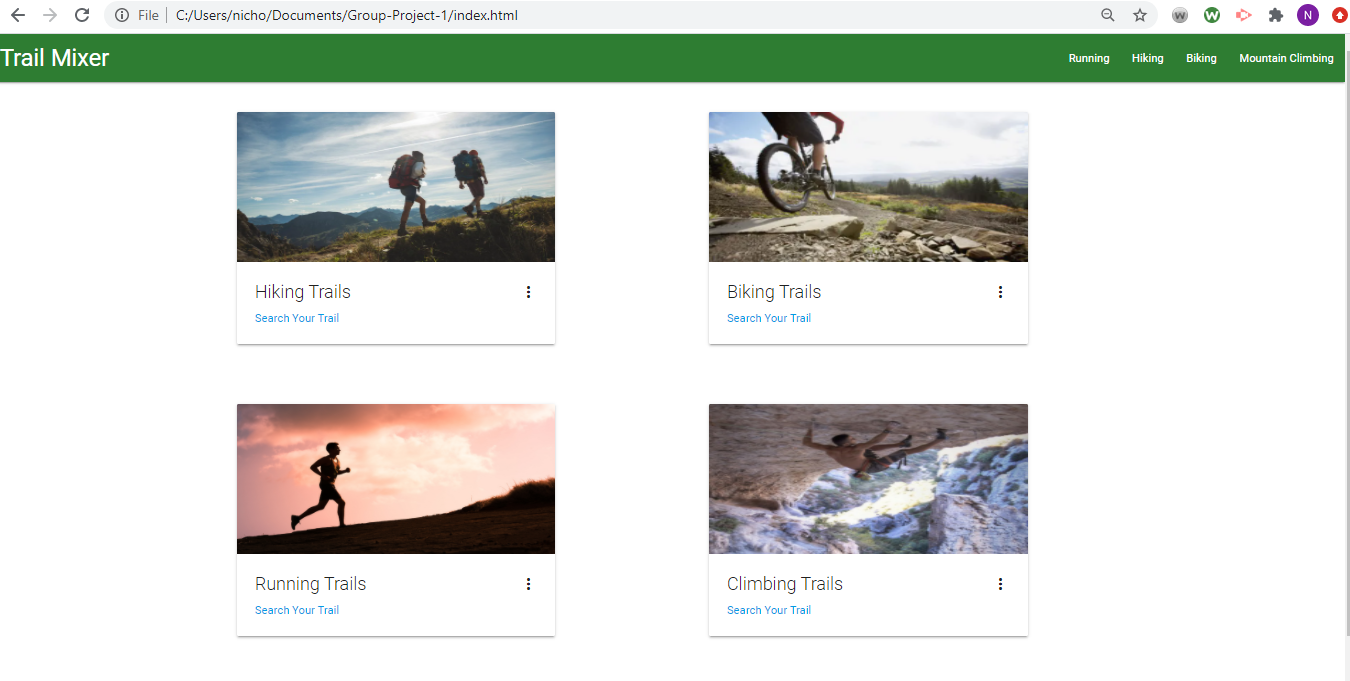 File C:/Users/nicho/Documents/Group-Project-1/index.html
W W N
Trail Mixer Running Hiking Biking Mountain Climbing
Hiking Trails
Search Your Trail
Biking Trails
Search Your Trail
Running Trails
Search Your Trail
Climbing Trails
Search Your Trail